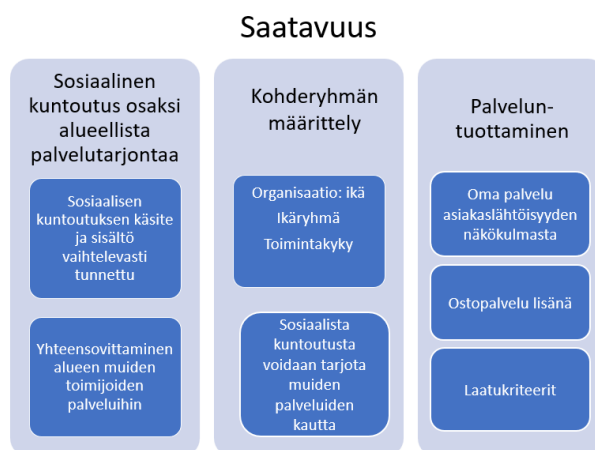 Saatavuus
Sosiaalinen
kuntoutus osaksi
alueellista
palvelutarjontaa
Sosiaalisen
kuntoutuksen käsite
ja sisältö
vaihtelevasti
tunnettu
Yhteensovittaminen
alueen muiden
toimijoiden
palveluihin
Kohderyhmän
määrittely
Organisaatio: ikä
Ikäryhmä
Toimintakyky
Sosiaalista
kuntoutusta
voidaan tarjota
muiden
palveluiden
kautta
Palvelun-
tuottaminen
Oma palvelu
asiakaslähtöisyyden
näkökulmasta
Ostopalvelu lisänä
Laatukriteerit